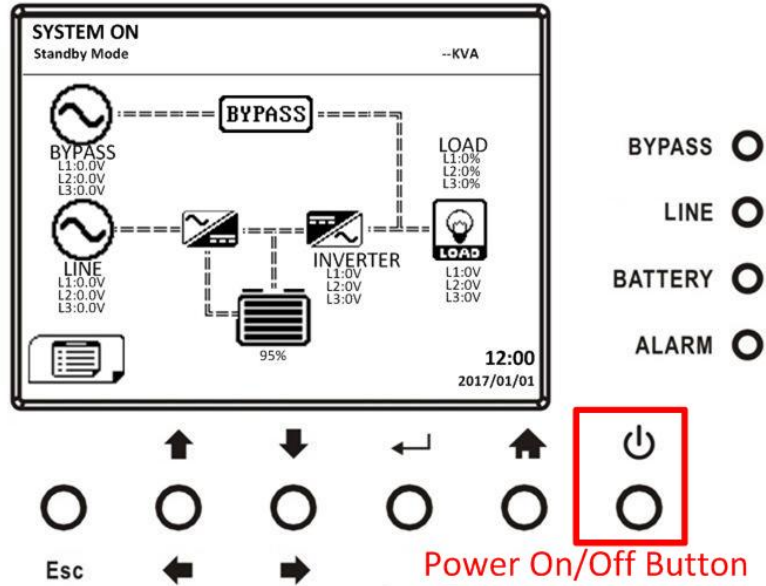 SYSTEM ON
Standby Mode
--KVA
BYPASS
BYPASS
L1:0.0V
L2:0.0V
L3:0.0V
LOAD
L1:0%
L2:0%
L3:0%
LINE
L1:0.0V
L2:0.0V
L3:0.0V
INVERTER
L1:0V
L2:0V
L3:0V
LOAD
L1:0V
L2:0V
L3:0V
95%
12:00
2017/01/01
BYPASS
LINE
BATTERY
ALARM
Esc
Power On/Off Button